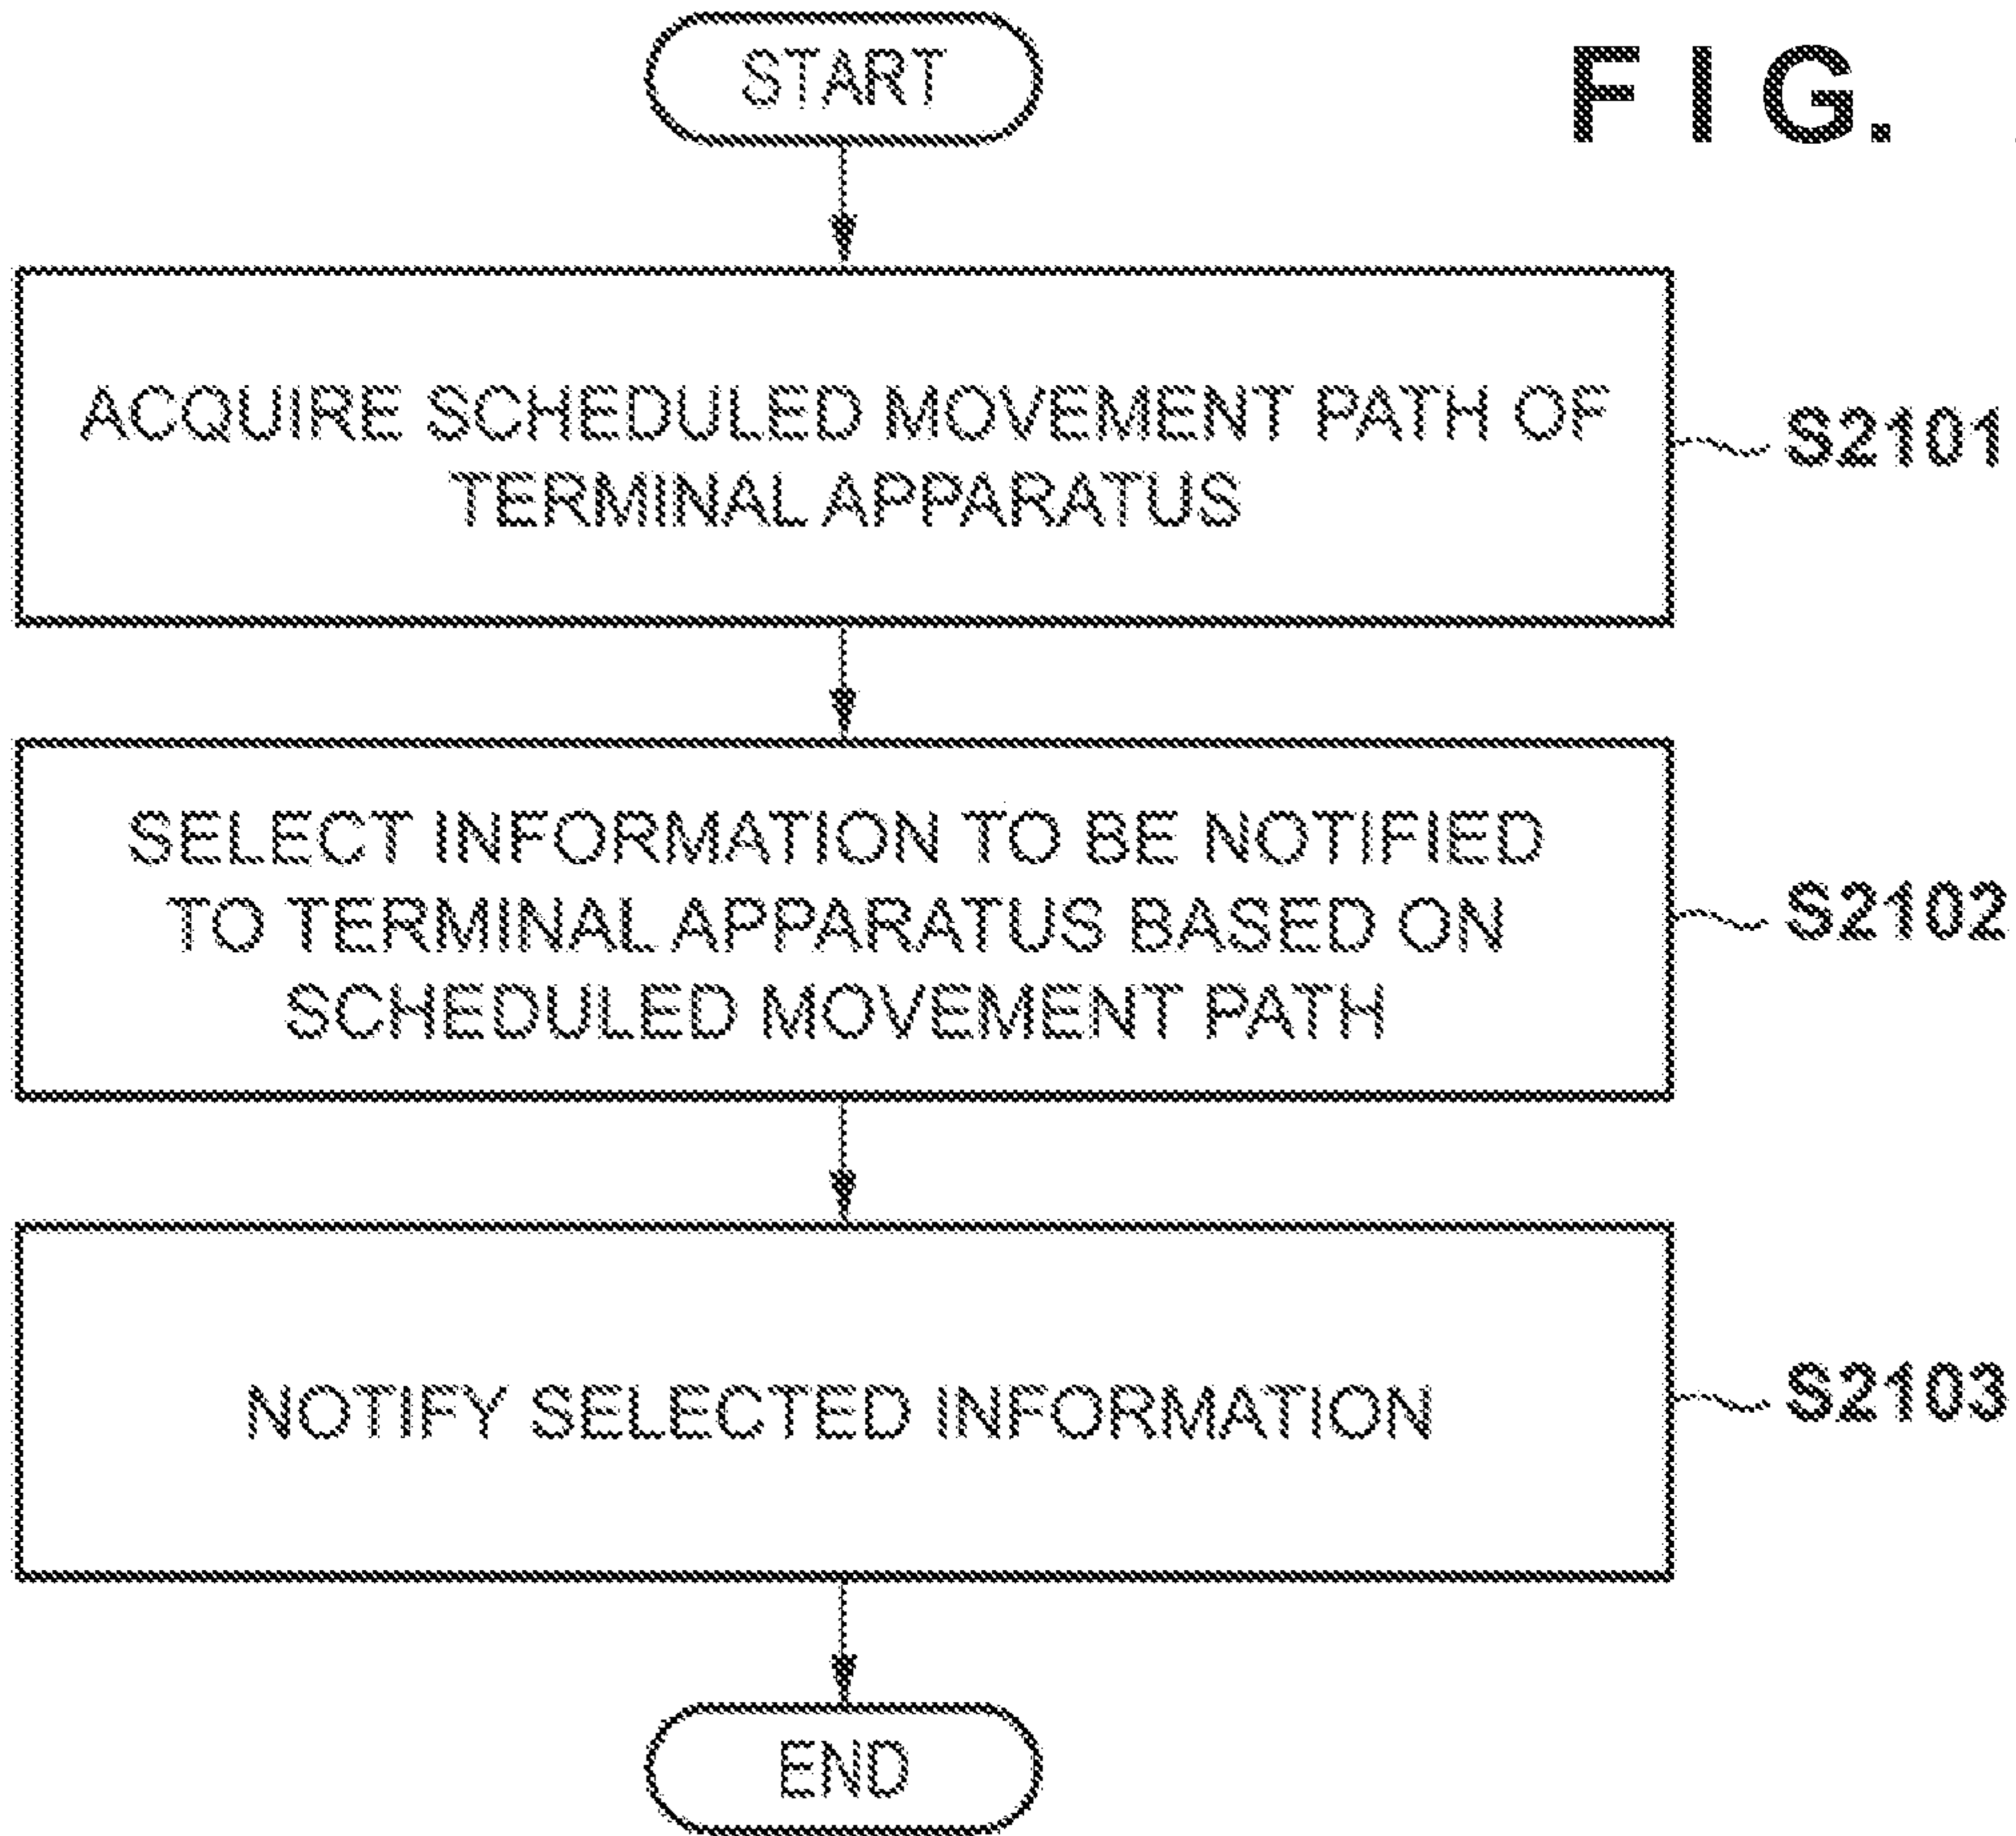 START
FIG.
ACQUIRE SCHEDULED MOVEMENT PATH OF
TERMINAL APPARATUS
S2101
SELECT INFORMATION TO BE NOTIFIED
TO TERMINAL APPARATUS BASED ON
SCHEDULED MOVEMENT PATH
S2102
NOTIFY SELECTED INFORMATION
S2103
END